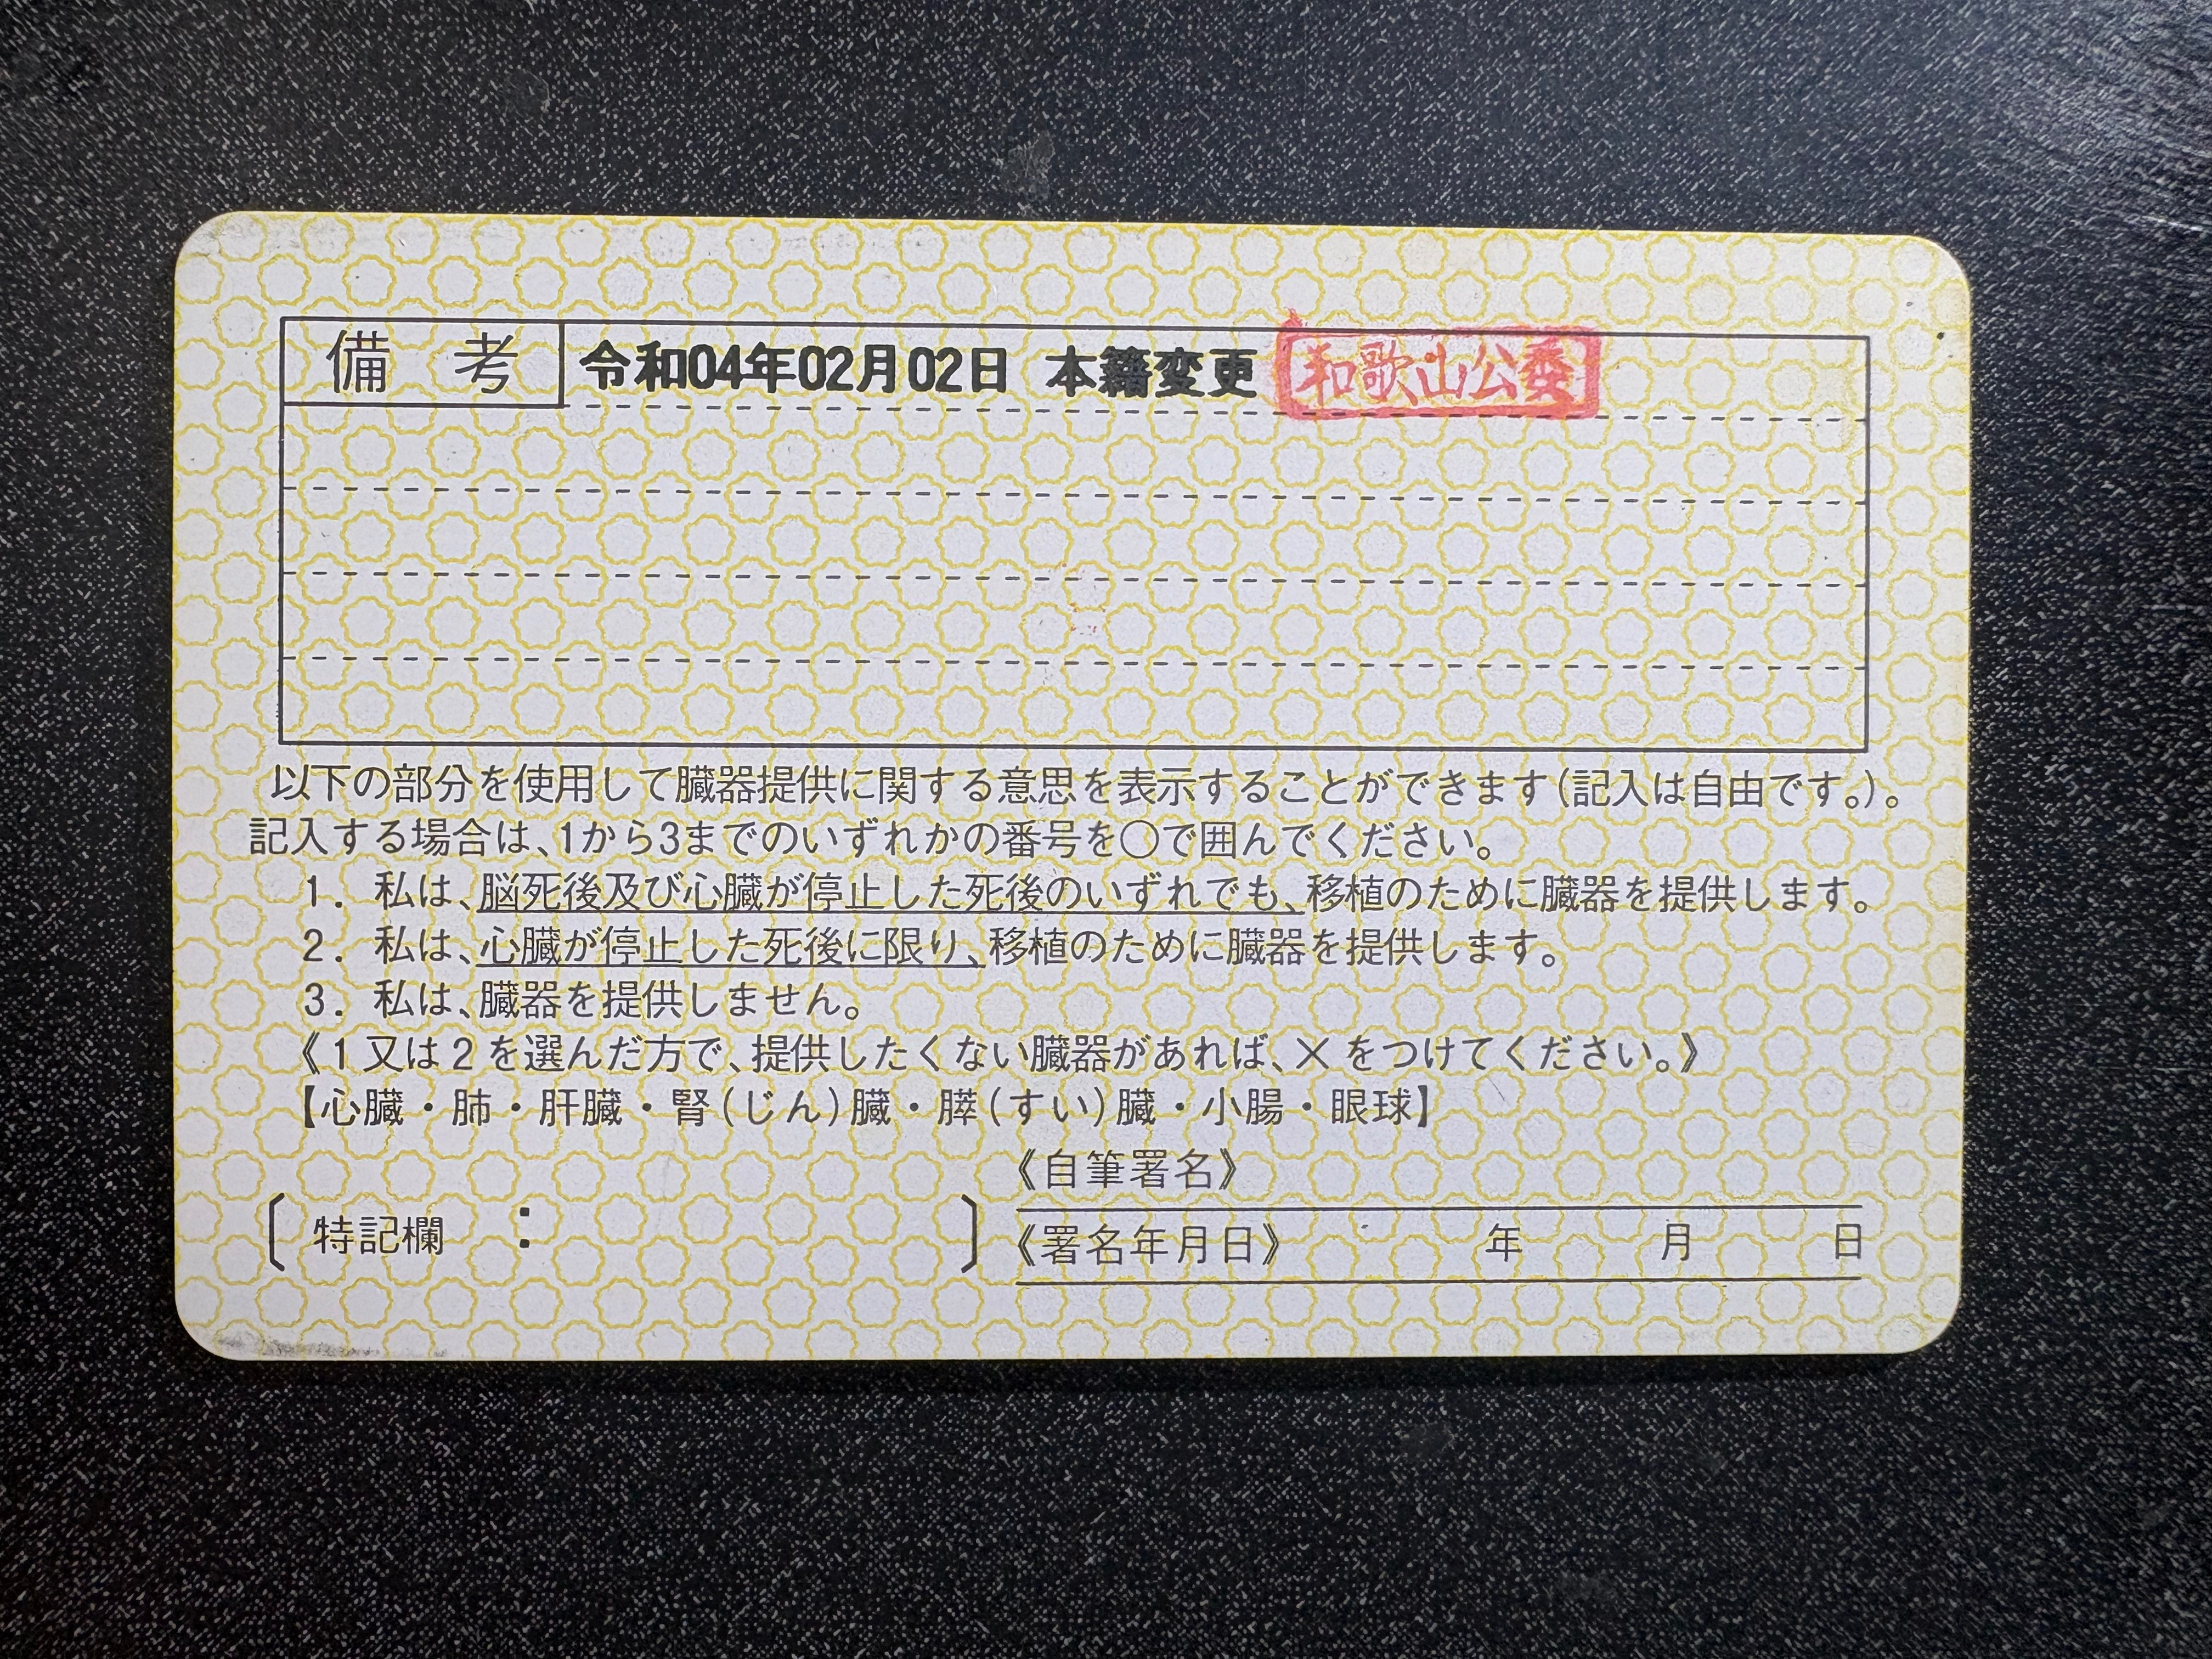 備 考 令和04年02月02日 本籍変更 和歌山公委
以下の部分を使用して臓器提供に関する意思を表示することができます(記入は自由です。)。
記入する場合は、1から3までのいずれかの番号を○で囲んでください。
1. 私は、脳死後及び心臓が停止した死後のいずれでも、移植のために臓器を提供します。
2. 私は、心臓が停止した死後に限り、移植のために臓器を提供します。
3. 私は、臓器を提供しません。
《1又は2を選んだ方で、提供したくない臓器があれば、×をつけてください。》
【心臓・肺・肝臓・腎(じん)臓・膵(すい)臓・小腸・眼球】
《自筆署名》
〔特記欄 : 〕
《署名年月日》 年 月 日